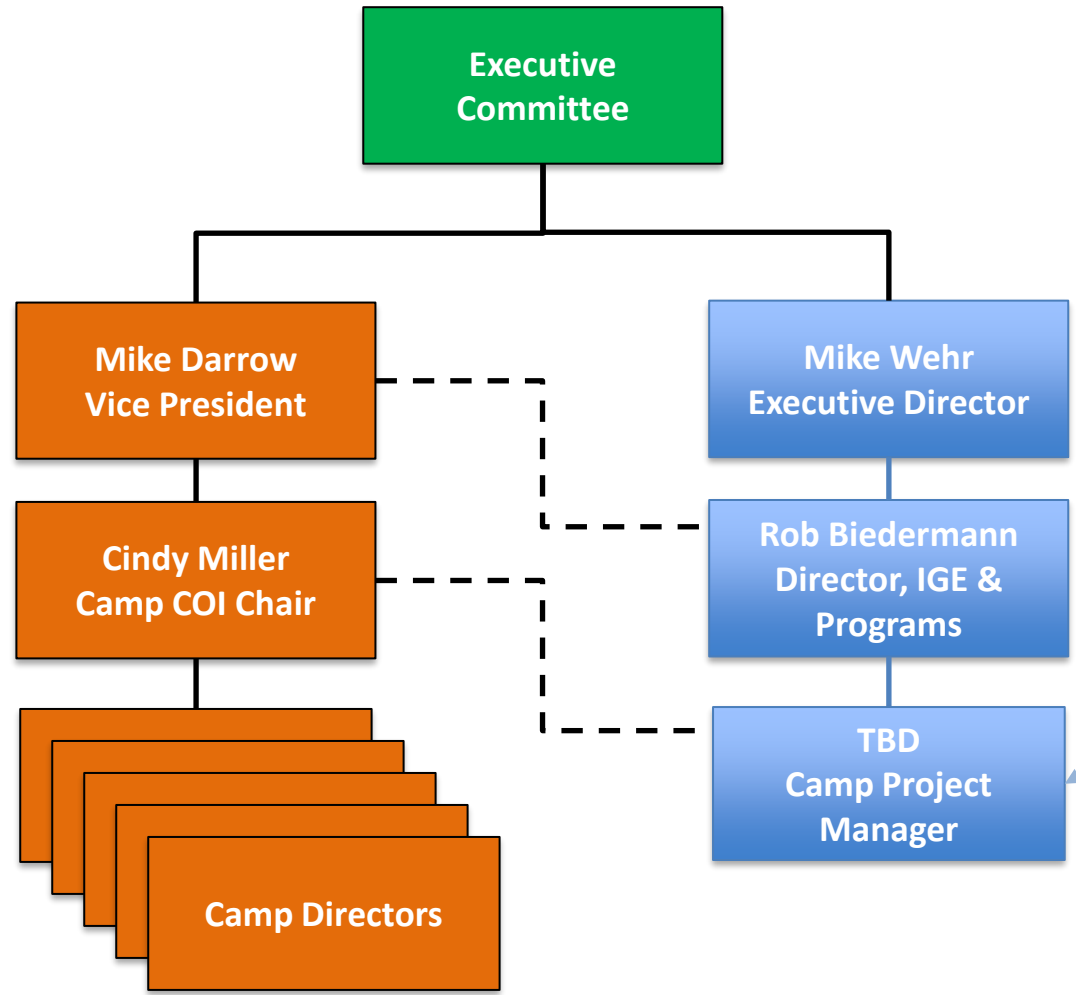 Executive
Committee
Mike Darrow
Vice President
Mike Wehr
Executive Director
Cindy Miller
Camp COI Chair
Rob Biedermann
Director, IGE &
Programs
TBD
Camp Project
Manager
Camp Directors